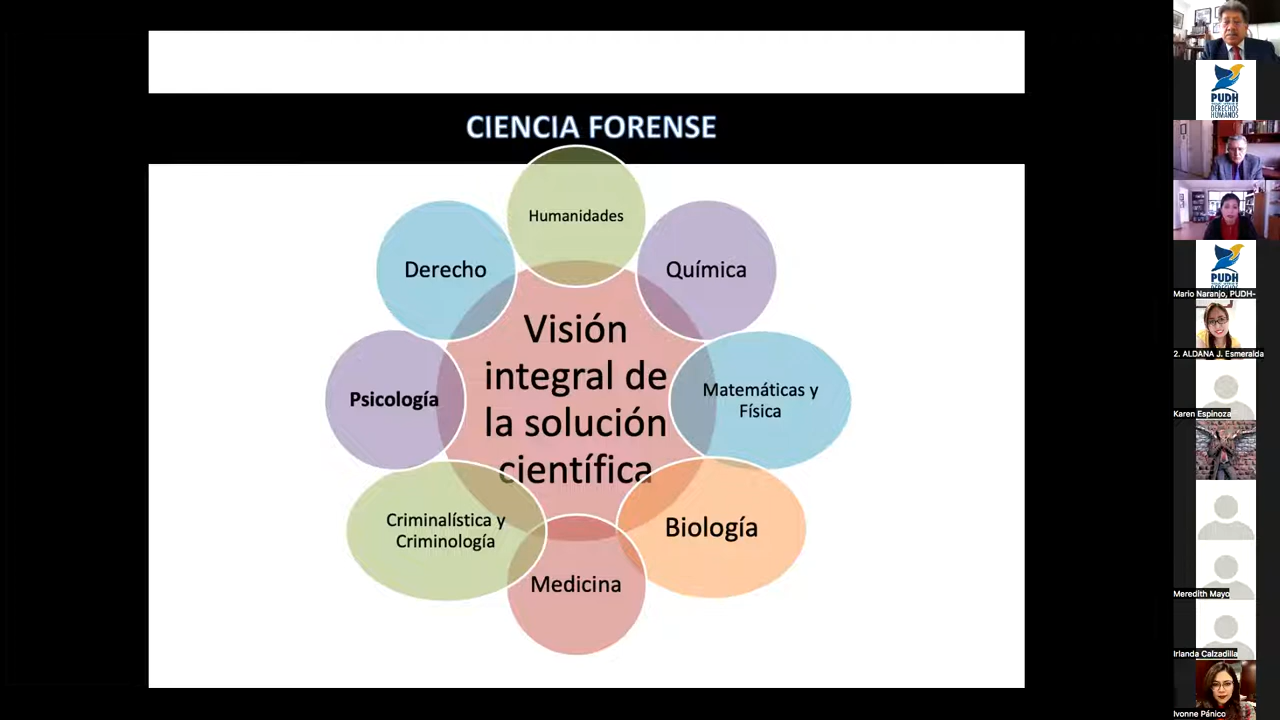 CIENCIA FORENSE
Humanidades
Derecho
Química
Visión
integral de
la solución
científica
Psicología
Matemáticas y
Física
Criminalística y
Criminología
Biología
Medicina
PUDH
DERECHOS
HUMANOS
PUDH
Mario Naranjo, PUDH-
2. ALDANA J. Esmeralda
Karen Espinoza
Meredith Mayo
Irlanda Calzadilla
Ivonne Pánico